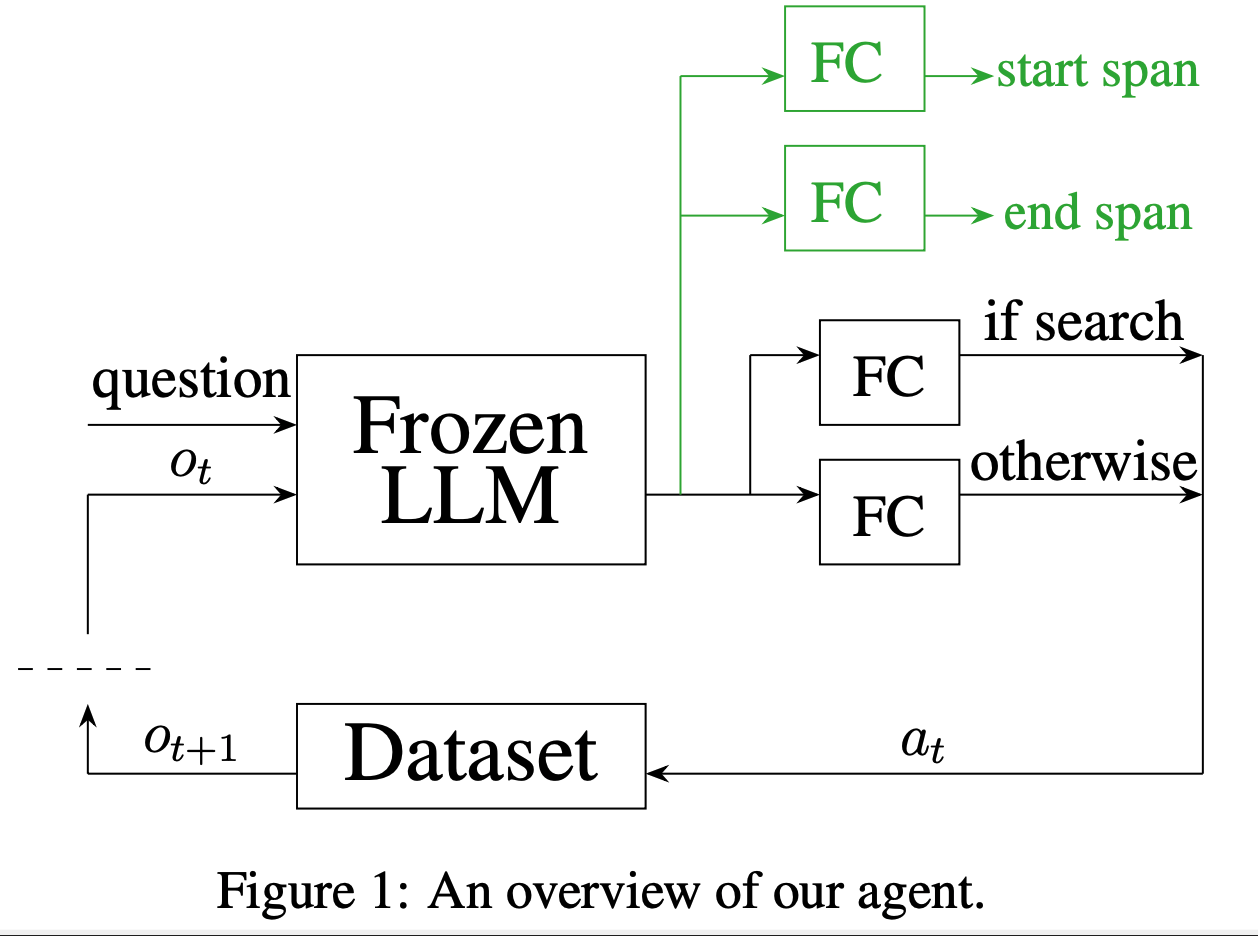 FC
start span
FC
end span
if search
question
Frozen
LLM
FC
o_t
otherwise
FC
o_{t+1}
Dataset
a_t
Figure 1: An overview of our agent.